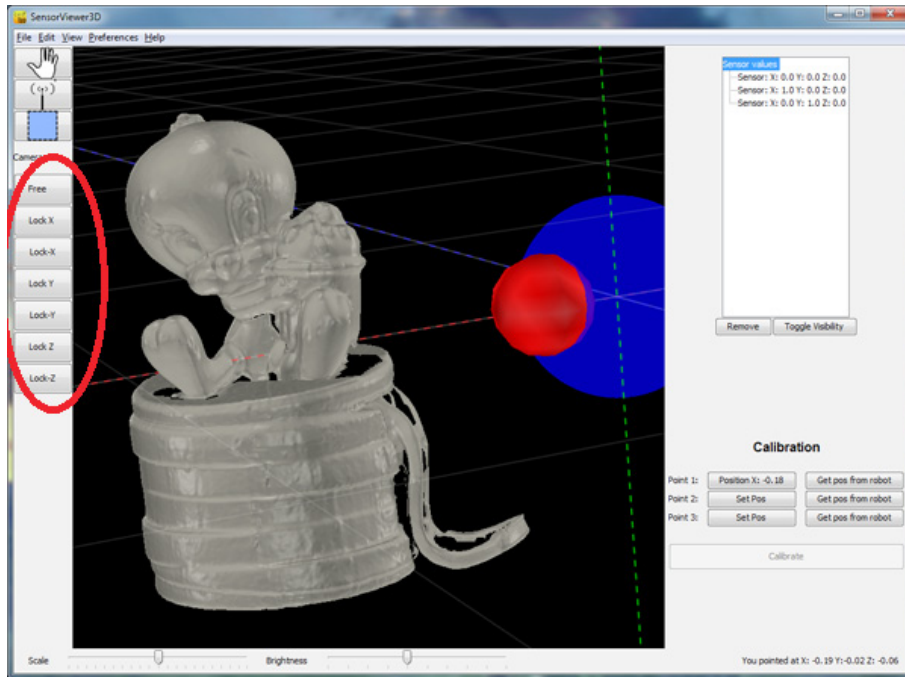 SensorViewer3D
File Edit View Preferences Help
Camera
Free
Lock X
Lock-X
Lock Y
Lock-Y
Lock Z
Lock-Z
Sensor values
Sensor: X: 0.0 Y: 0.0 Z: 0.0
Sensor: X: 1.0 Y: 0.0 Z: 0.0
Sensor: X: 0.0 Y: 1.0 Z: 0.0
Remove Toggle Visibility
Calibration
Point 1: Position X: -0.18 Get pos from robot
Point 2: Set Pos Get pos from robot
Point 3: Set Pos Get pos from robot
Calibrate
Scale Brightness You pointed at X: -0.19 Y:-0.02 Z: -0.06